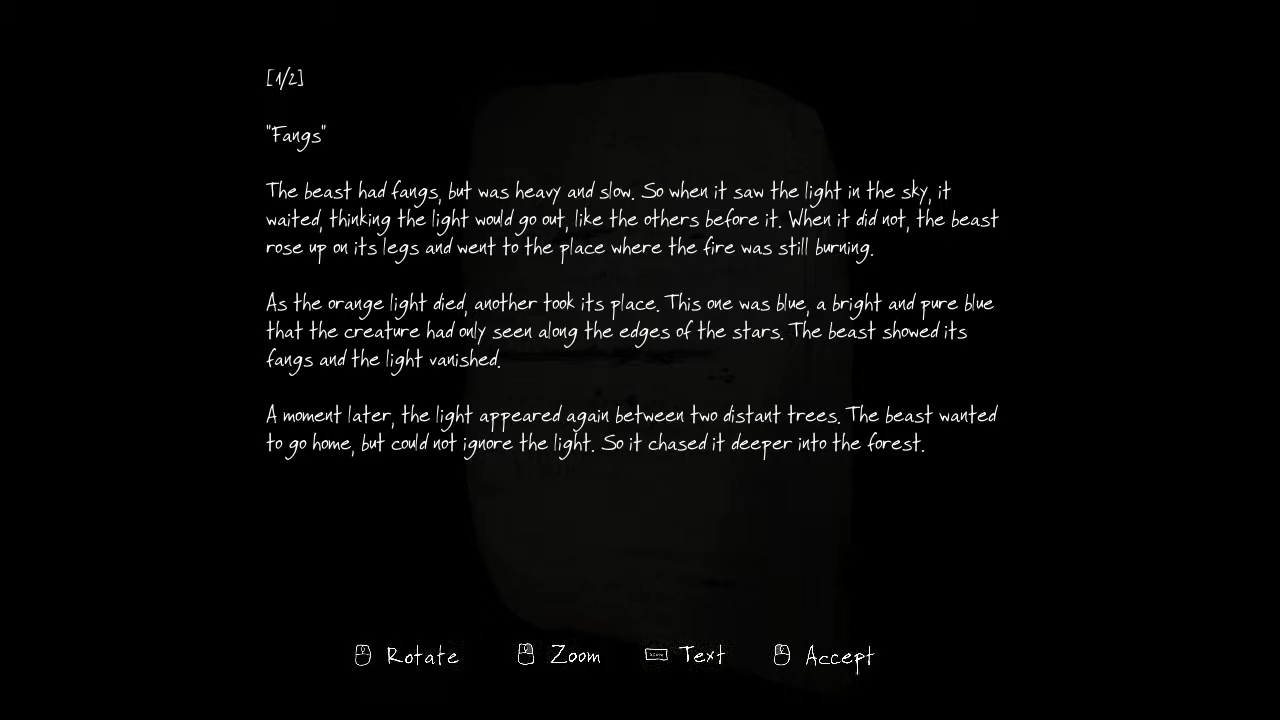 [1/2]
"Fangs"
The beast had fangs, but was heavy and slow. So when it saw the light in the sky, it
waited, thinking the light would go out, like the others before it. When it did not, the beast
rose up on its legs and went to the place where the fire was still burning.
As the orange light died, another took its place. This one was blue, a bright and pure blue
that the creature had only seen along the edges of the stars. The beast showed its
fangs and the light vanished.
A moment later, the light appeared again between two distant trees. The beast wanted
to go home, but could not ignore the light. So it chased it deeper into the forest.
Rotate Zoom Text Accept